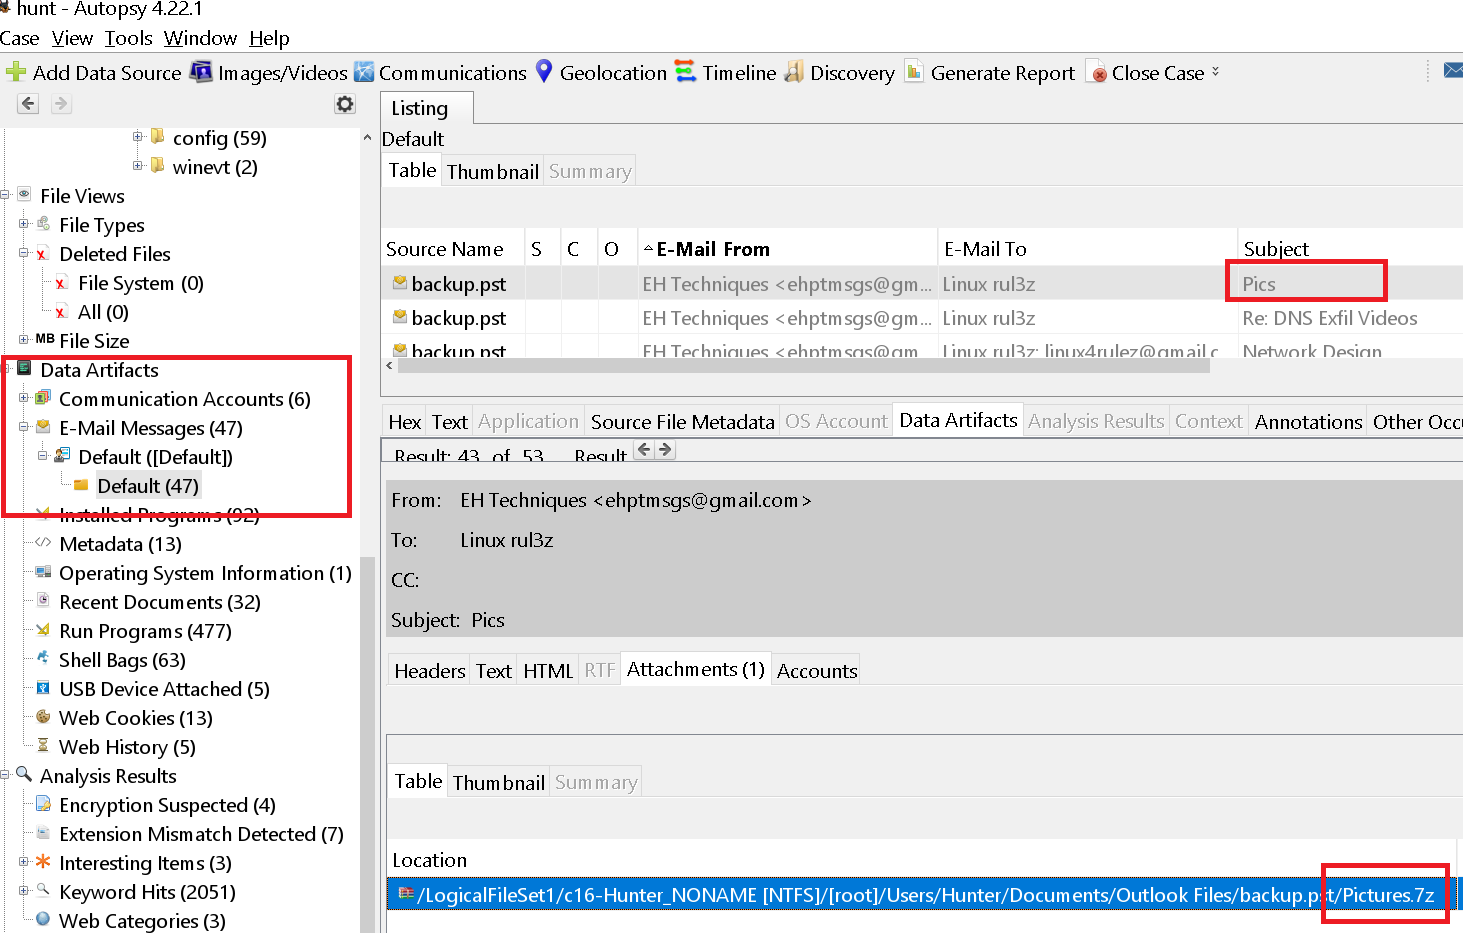 hunt - Autopsy 4.22.1
Case View Tools Window Help
Add Data Source Images/Videos Communications Geolocation Timeline Discovery Generate Report Close Case
config (59)
winevt (2)
File Views
File Types
Deleted Files
File System (0)
All (0)
MB File Size
Data Artifacts
Communication Accounts (6)
E-Mail Messages (47)
Default ([Default])
Default (47)
Installed Programs (92)
Metadata (13)
Operating System Information (1)
Recent Documents (32)
Run Programs (477)
Shell Bags (63)
USB Device Attached (5)
Web Cookies (13)
Web History (5)
Analysis Results
Encryption Suspected (4)
Extension Mismatch Detected (7)
Interesting Items (3)
Keyword Hits (2051)
Web Categories (3)
Listing
Default
Table Thumbnail Summary
Source Name S C O E-Mail From E-Mail To Subject
backup.pst EH Techniques <ehptmsgs@gm... Linux rul3z Pics
backup.pst EH Techniques <ehptmsgs@gm... Linux rul3z Re: DNS Exfil Videos
backup.pst EH Techniques <ehptmsgs@gm... Linux rul3z; linux4rulez@gmail.c Network Design
Hex Text Application Source File Metadata OS Account Data Artifacts Analysis Results Context Annotations Other Occu
Result: 43 of 53 Result
From: EH Techniques <ehptmsgs@gmail.com>
To: Linux rul3z
CC:
Subject: Pics
Headers Text HTML RTF Attachments (1) Accounts
Table Thumbnail Summary
Location
/LogicalFileSet1/c16-Hunter_NONAME [NTFS]/[root]/Users/Hunter/Documents/Outlook Files/backup.pst/Pictures.7z